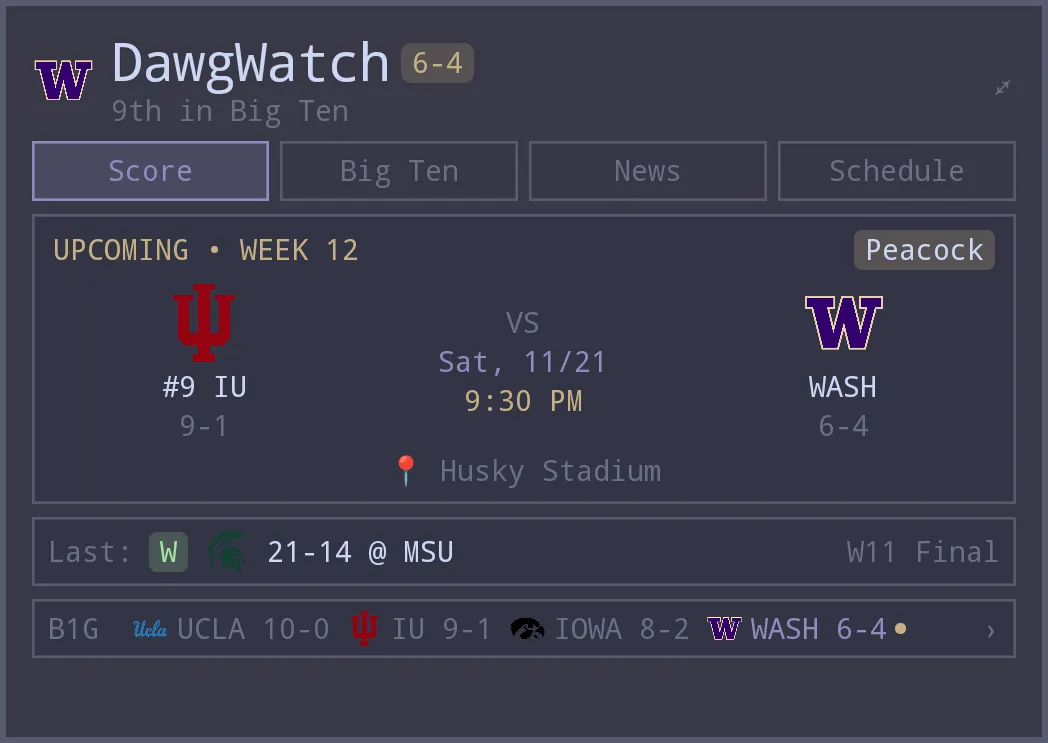 W DawgWatch 6-4
9th in Big Ten
Score Big Ten News Schedule
UPCOMING • WEEK 12 Peacock
VS
Sat, 11/21
9:30 PM
#9 IU W WASH
9-1 6-4
Husky Stadium
Last: W 21-14 @ MSU W11 Final
B1G Ucla UCLA 10-0 IU 9-1 IOWA 8-2 W WASH 6-4 • ›